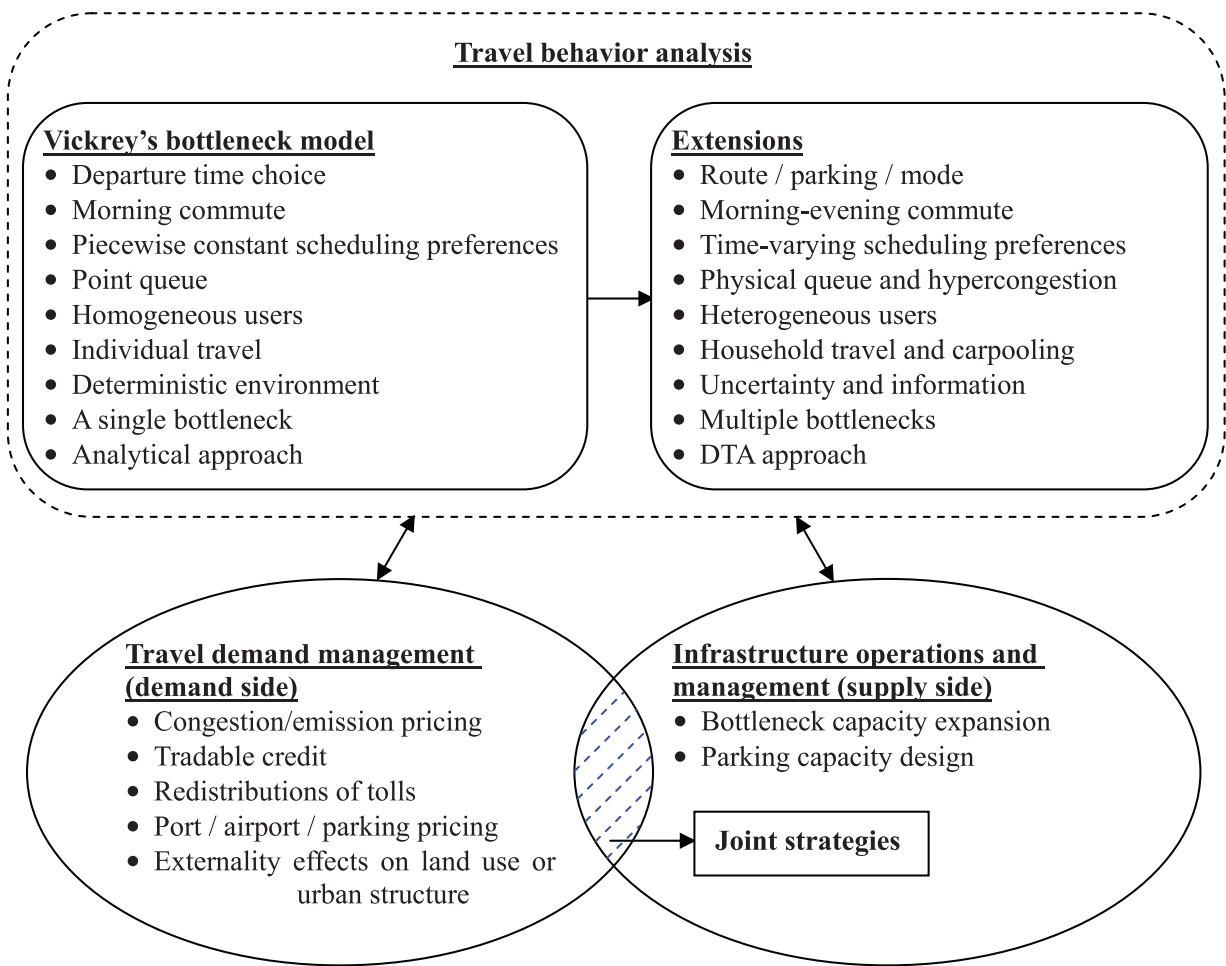 Travel behavior analysis
Vickrey’s bottleneck model
• Departure time choice
• Morning commute
• Piecewise constant scheduling preferences
• Point queue
• Homogeneous users
• Individual travel
• Deterministic environment
• A single bottleneck
• Analytical approach
Extensions
• Route / parking / mode
• Morning-evening commute
• Time-varying scheduling preferences
• Physical queue and hypercongestion
• Heterogeneous users
• Household travel and carpooling
• Uncertainty and information
• Multiple bottlenecks
• DTA approach
Travel demand management
(demand side)
• Congestion/emission pricing
• Tradable credit
• Redistributions of tolls
• Port / airport / parking pricing
• Externality effects on land use or
urban structure
Infrastructure operations and
management (supply side)
• Bottleneck capacity expansion
• Parking capacity design
Joint strategies